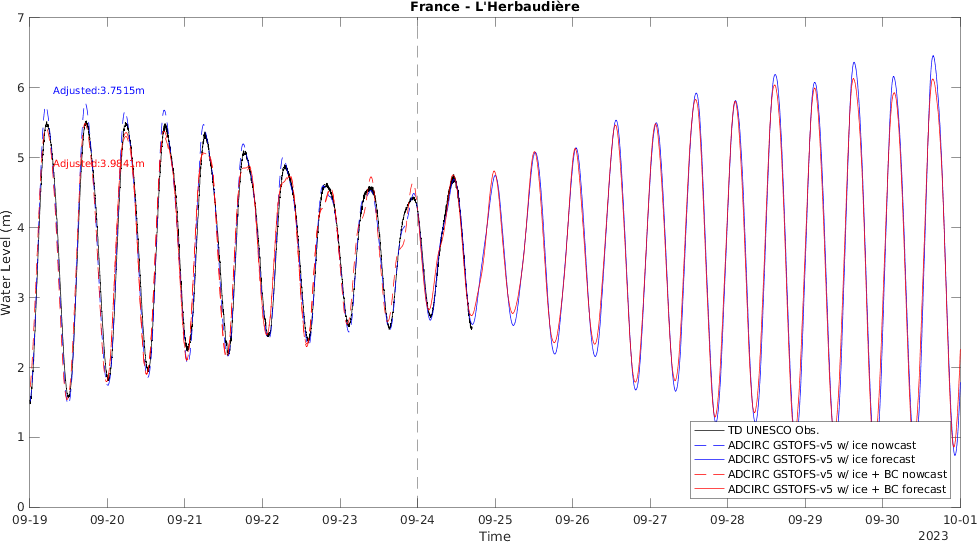 France - L'Herbaudière
7
6
5
4
3
2
1
0
Water Level (m)
Adjusted:3.7515m
Adjusted:3.9841m
TD UNESCO Obs.
ADCIRC GSTOFS-v5 w/ ice nowcast
ADCIRC GSTOFS-v5 w/ ice forecast
ADCIRC GSTOFS-v5 w/ ice + BC nowcast
ADCIRC GSTOFS-v5 w/ ice + BC forecast
09-19 09-20 09-21 09-22 09-23 09-24 09-25 09-26 09-27 09-28 09-29 09-30 10-01
Time
2023